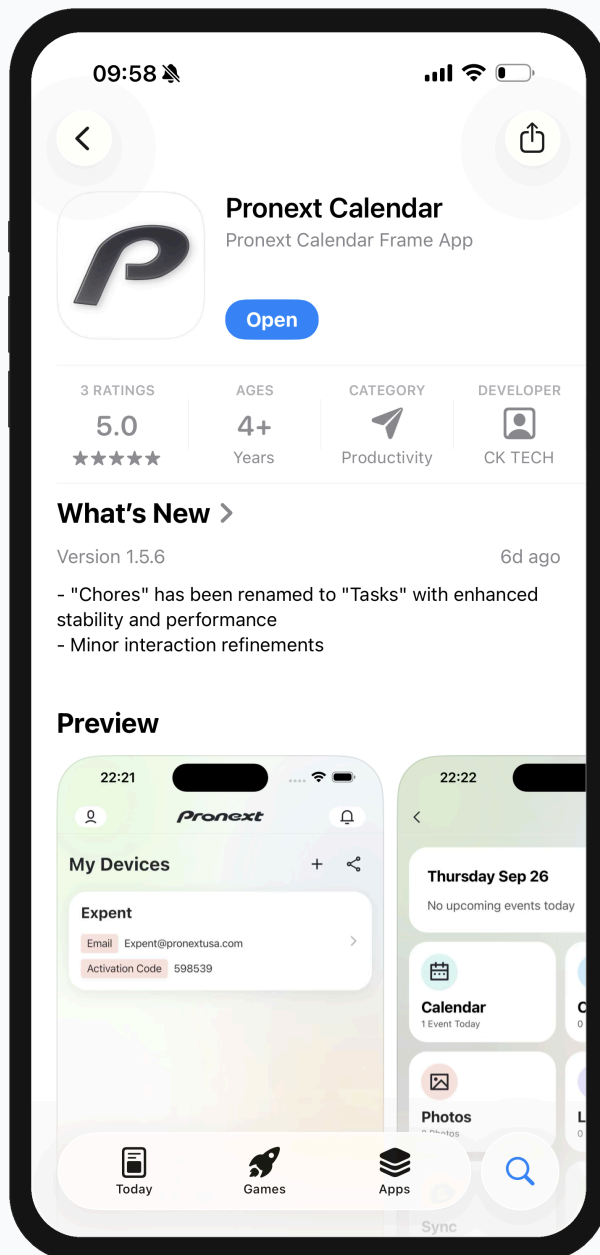 09:58
Pronext Calendar
Pronext Calendar Frame App
Open
3 RATINGS
5.0
AGES
4+
Years
CATEGORY
Productivity
DEVELOPER
CK TECH
What's New
Version 1.5.6
6d ago
- "Chores" has been renamed to "Tasks" with enhanced
stability and performance
- Minor interaction refinements
Preview
22:21
Pronext
My Devices
Expent
Email Expent@pronextusa.com
Activation Code 598539
22:22
Thursday Sep 26
No upcoming events today
Calendar
1 Event Today
C
0
Photos
L
0
Sync
Today
Games
Apps